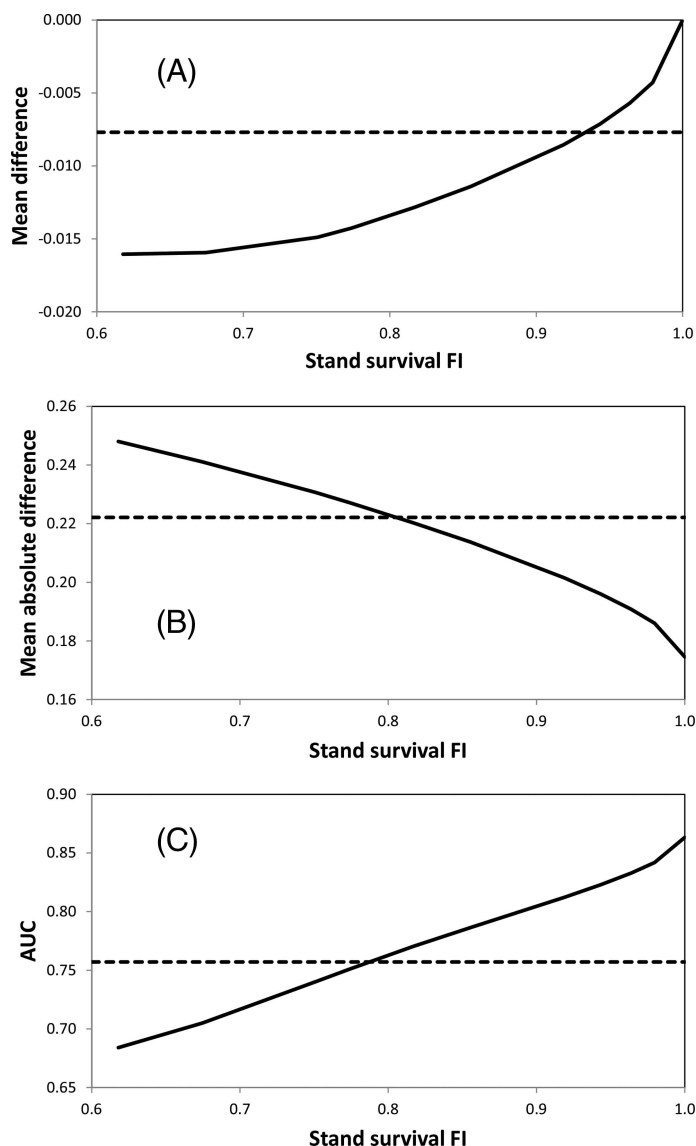 0.000
(A)
-0.005
-0.010
-0.015
-0.020
Mean difference
0.6 0.7 0.8 0.9 1.0
Stand survival FI
0.26
0.24
0.22
0.20
(B)
0.18
0.16
Mean absolute difference
0.6 0.7 0.8 0.9 1.0
Stand survival FI
0.90
(C)
0.85
0.80
0.75
0.70
0.65
AUC
0.6 0.7 0.8 0.9 1.0
Stand survival FI